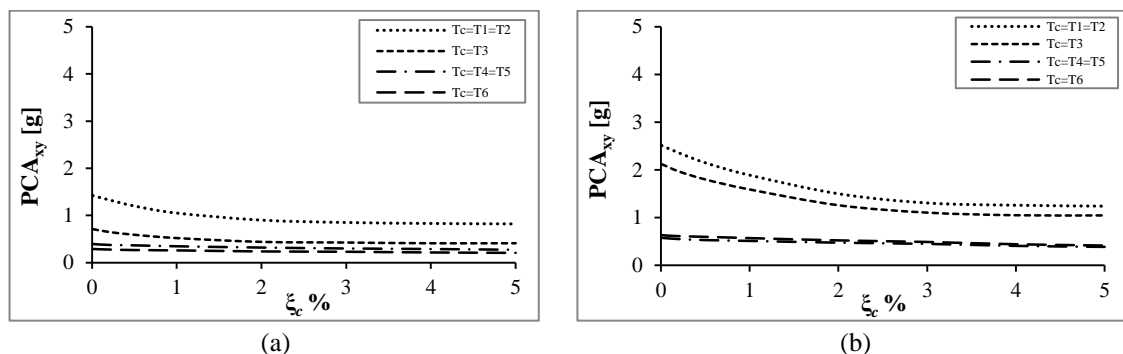 5
4
3
2
1
0
PCAxy [g]
0 1 2 3 4 5
ξc %
Tc=T1=T2
Tc=T3
Tc=T4=T5
Tc=T6
(a)
5
4
3
2
1
0
PCAxy [g]
0 1 2 3 4 5
ξc %
Tc=T1=T2
Tc=T3
Tc=T4=T5
Tc=T6
(b)